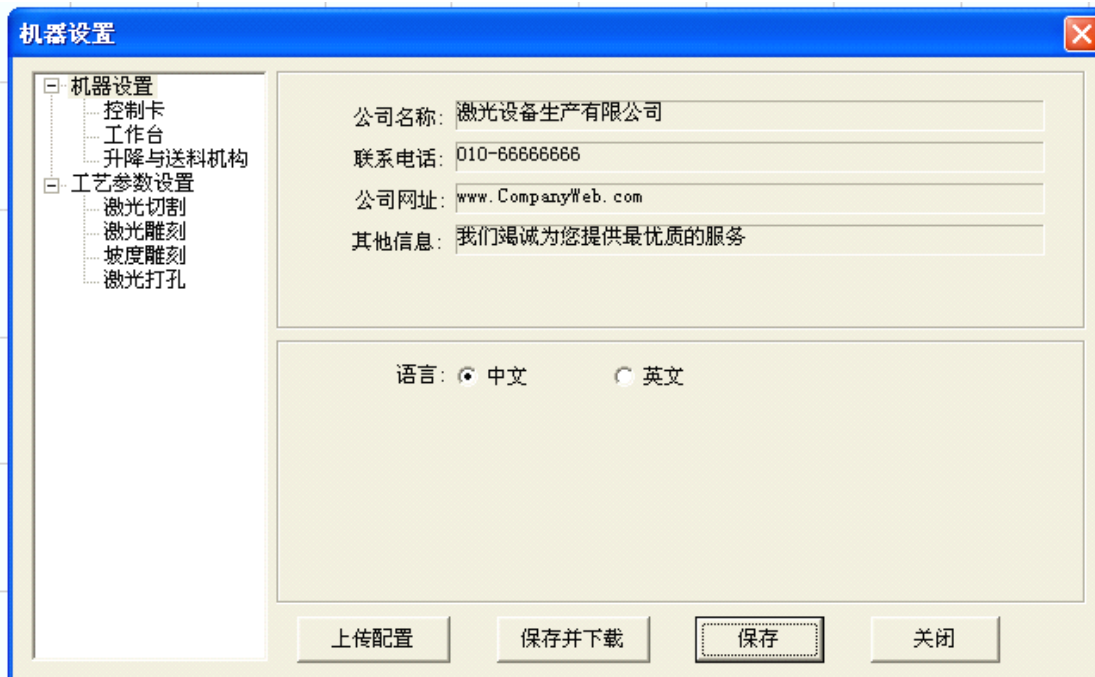 机器设置
机器设置
控制卡
工作台
升降与送料机构
工艺参数设置
激光切割
激光雕刻
坡度雕刻
激光打孔
公司名称: 激光设备生产有限公司
联系电话: 010-66666666
公司网址: www.CompanyWeb.com
其他信息: 我们竭诚为您提供最优质的服务
语言: 中文 英文
上传配置 保存并下载 保存 关闭